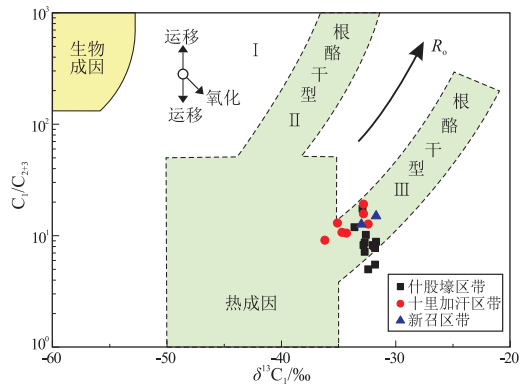 10³
10²
10¹
10⁰
C₁/C₂₊₃
生物
成因
运移
氧化
运移
Ⅰ
根酪干型
Ⅱ
Rₒ
根酪干型
Ⅲ
热成因
什股壕区带
十里加汗区带
新召区带
-60
-50
-40
-30
-20
δ¹³C₁/‰